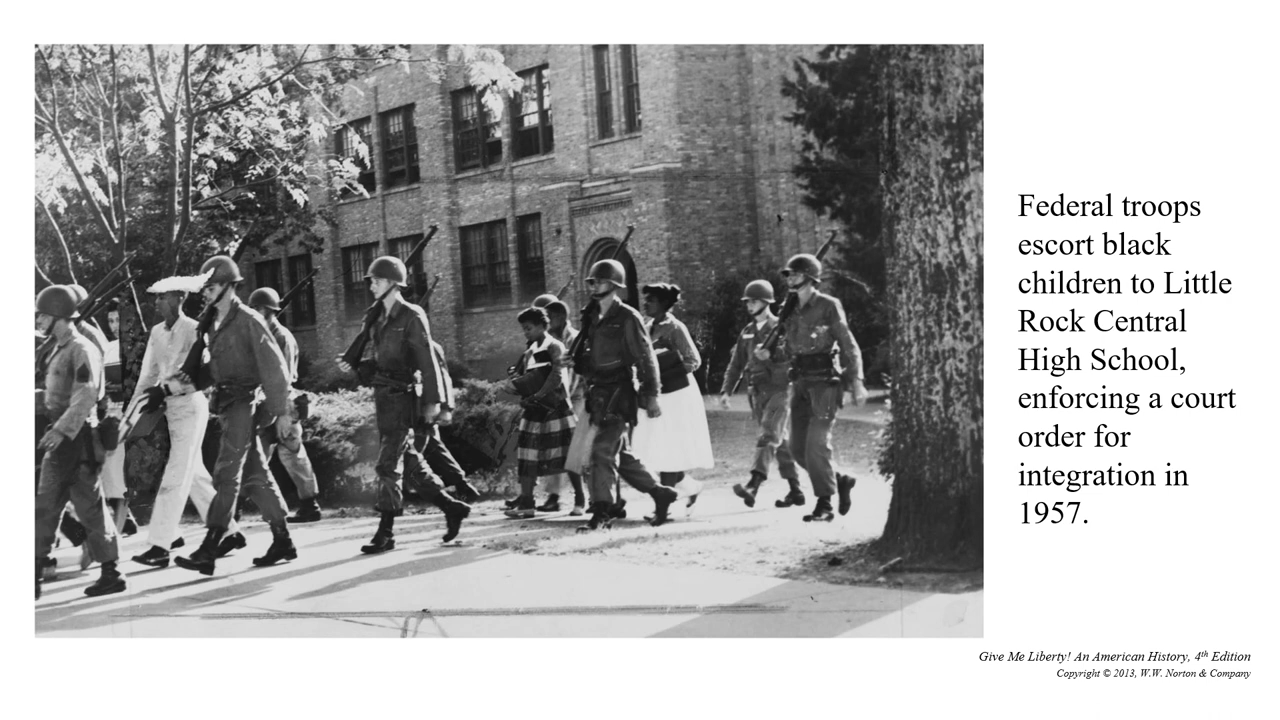 Federal troops
escort black
children to Little
Rock Central
High School,
enforcing a court
order for
integration in
1957.
Give Me Liberty! An American History, 4th Edition
Copyright © 2013, W.W. Norton & Company